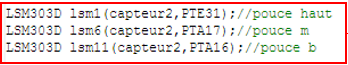 LSM303D lsm1(capteur2,PTE31);//pouce haut
LSM303D lsm6(capteur2,PTA17);//pouce m
LSM303D lsm11(capteur2,PTA16);//pouce b